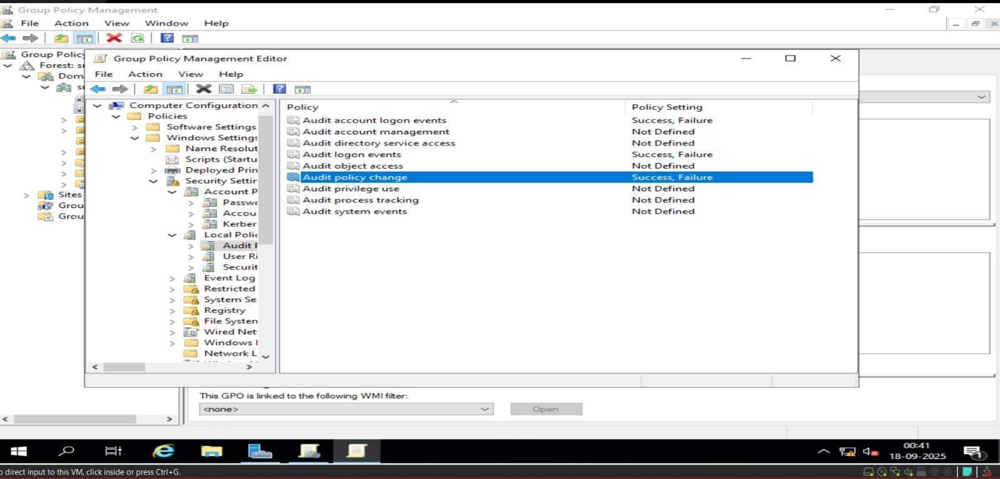 Group Policy Management
File Action View Window Help
Group Policy
Forest: sr
Dom
Sites
Grou
Grou
Group Policy Management Editor
File Action View Help
Computer Configuration
Policies
Software Settings
Windows Settings
Name Resolut
Scripts (Startu
Deployed Prin
Security Settin
Account P
Passwo
Accou
Kerber
Local Polic
Audit P
User Ri
Securit
Event Log
Restricted
System Se
Registry
File System
Wired Net
Windows
Network L
Policy Policy Setting
Audit account logon events Success, Failure
Audit account management Not Defined
Audit directory service access Not Defined
Audit logon events Success, Failure
Audit object access Not Defined
Audit policy change Success, Failure
Audit privilege use Not Defined
Audit process tracking Not Defined
Audit system events Not Defined
This GPO is linked to the following WMI filter:
<none> Open
00:41
18-09-2025
1
o direct input to this VM, click inside or press Ctrl+G.